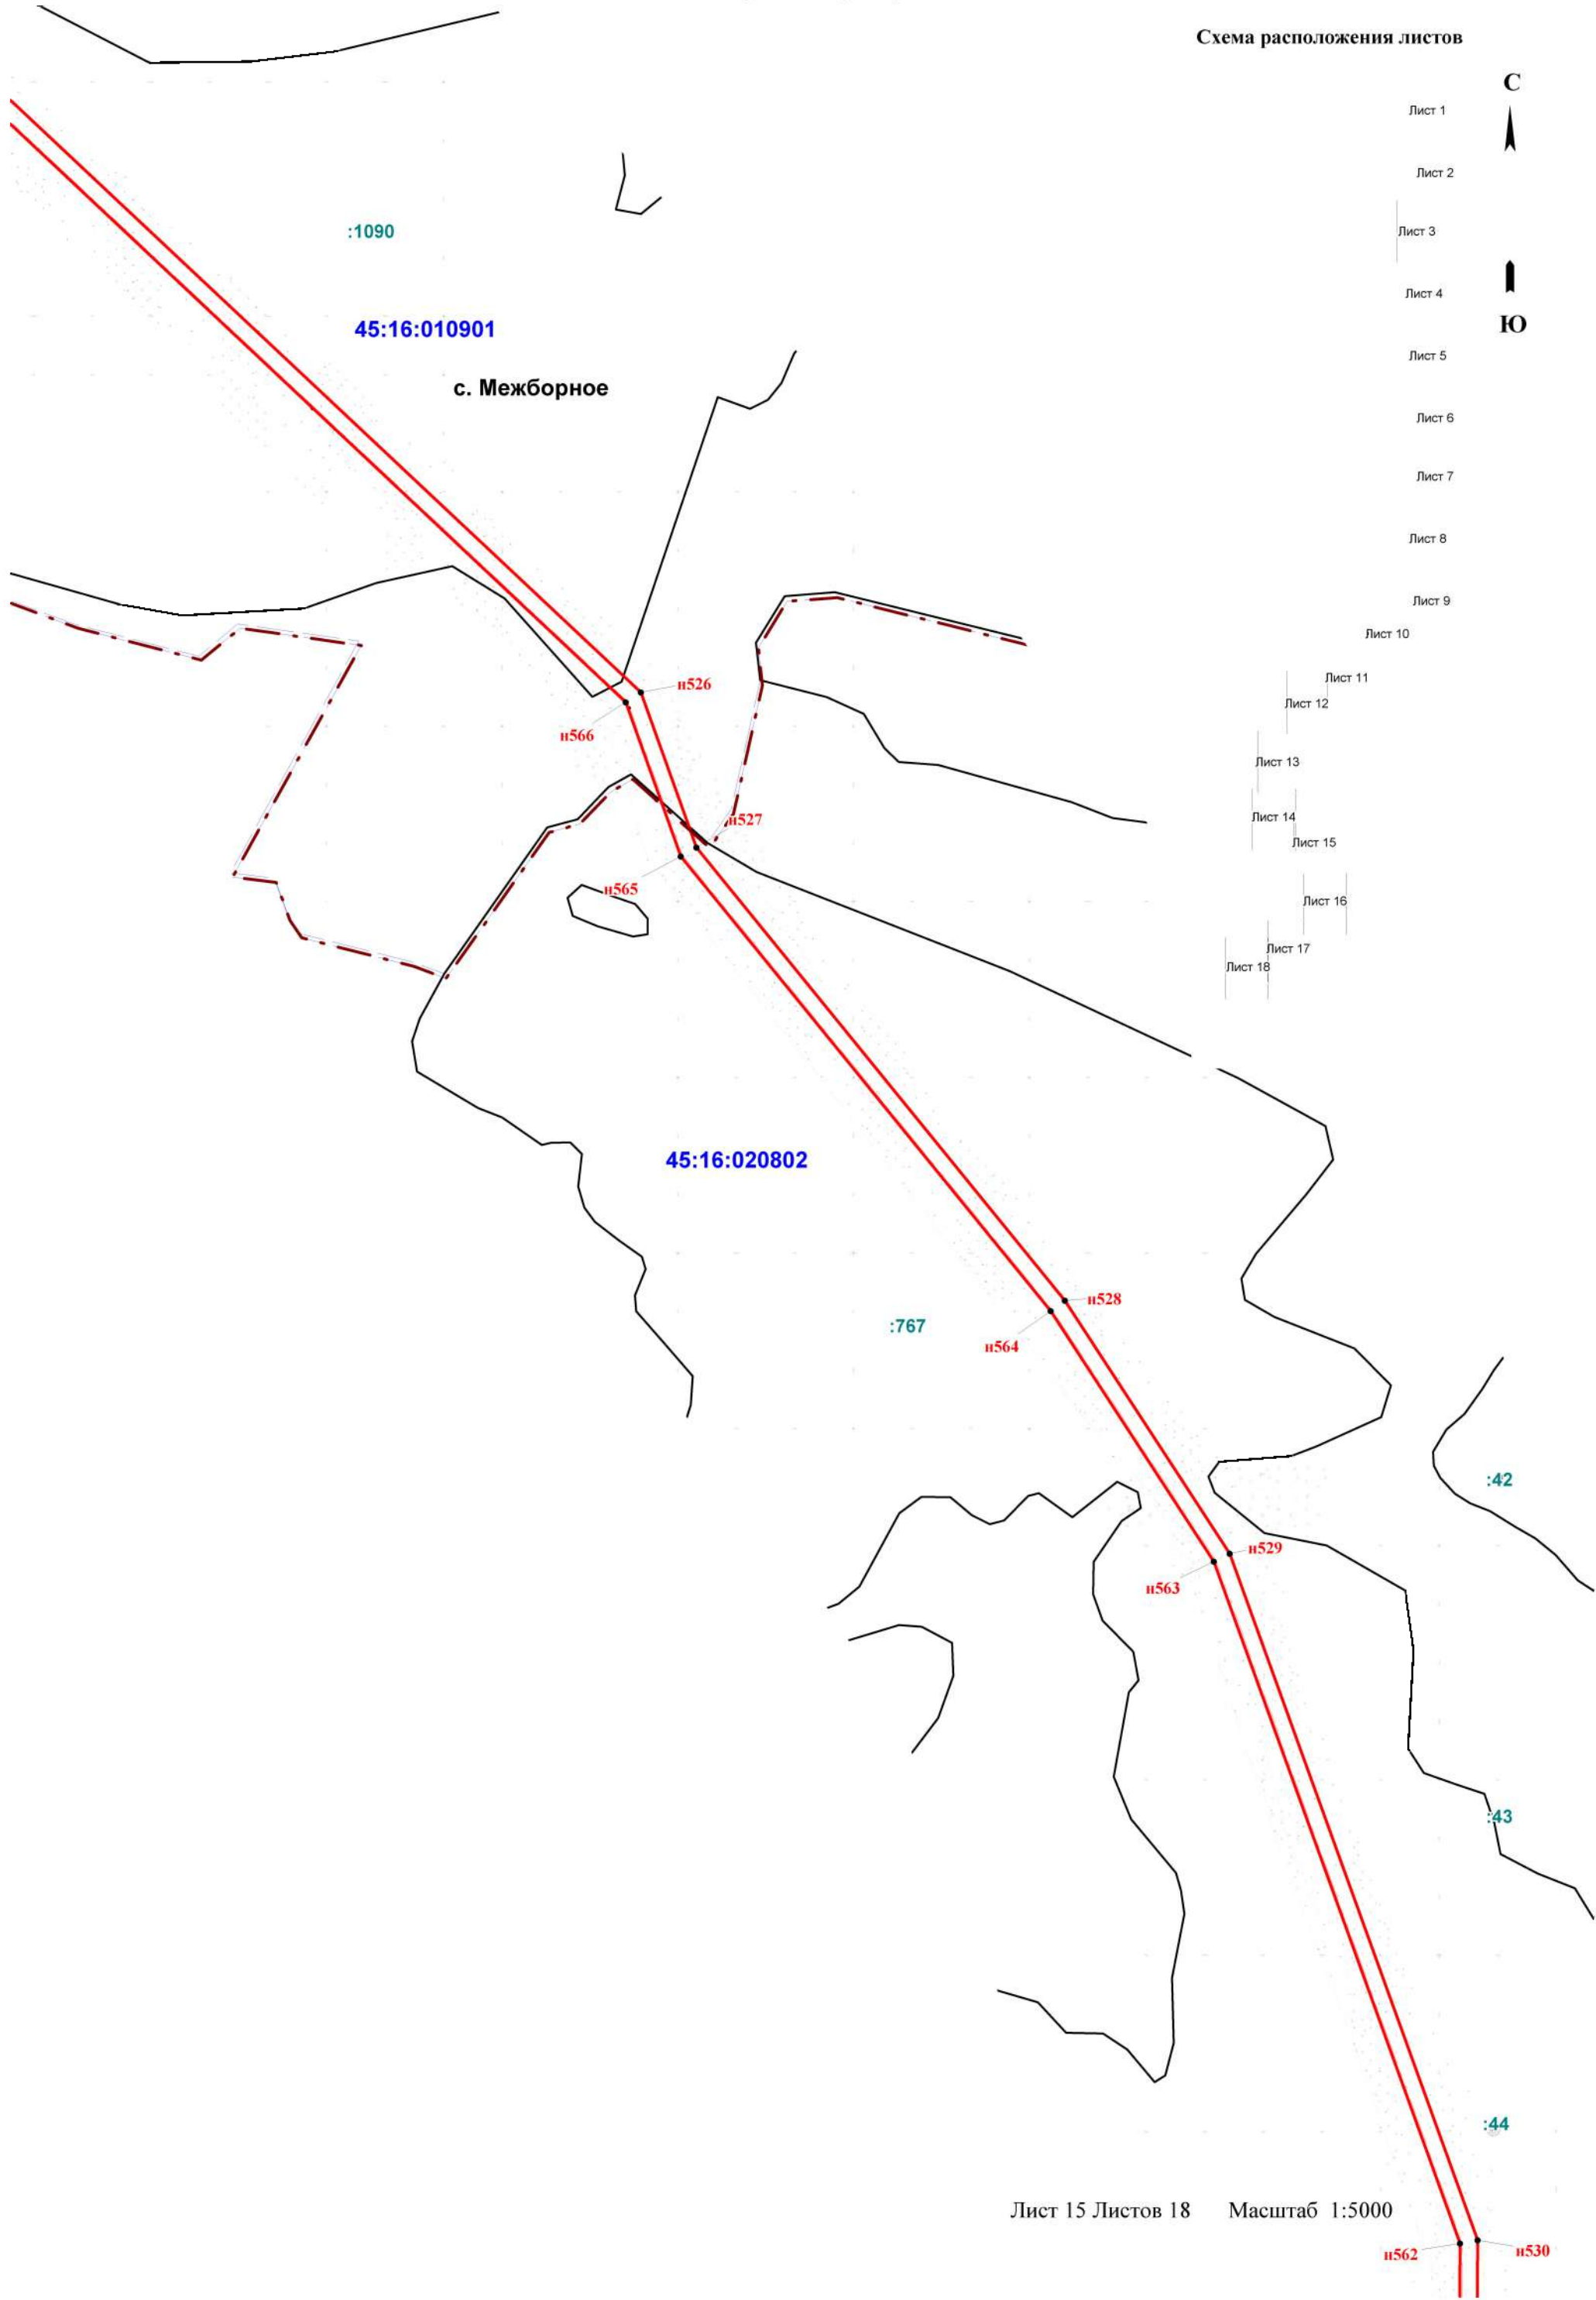 Схема расположения листов
С
Лист 1
Лист 2
:1090
Лист 3
Лист 4
45:16:010901
Ю
Лист 5
с. Межборное
Лист 6
Лист 7
Лист 8
Лист 9
Лист 10
Лист 11
н526
Лист 12
н566
Лист 13
Лист 14
н527
Лист 15
н565
Лист 16
Лист 17
Лист 18
45:16:020802
н528
:767
н564
:42
н529
н563
:43
:44
Лист 15 Листов 18 Масштаб 1:5000
н562
н530